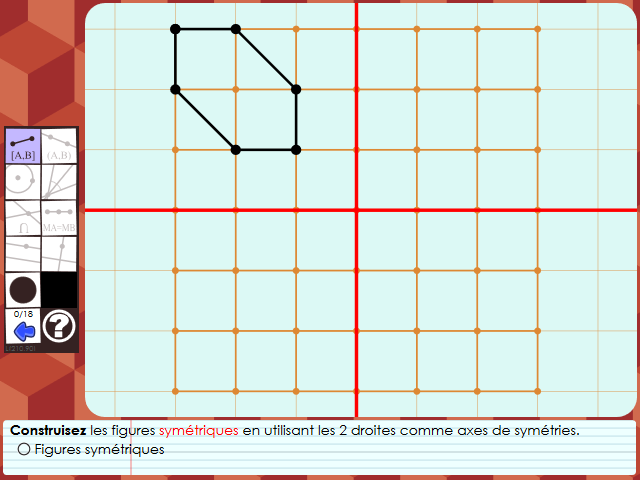 [A,B]
(A,B)
∩
MA=MB
0/18
?
Construisez les figures symétriques en utilisant les 2 droites comme axes de symétries.
Figures symétriques